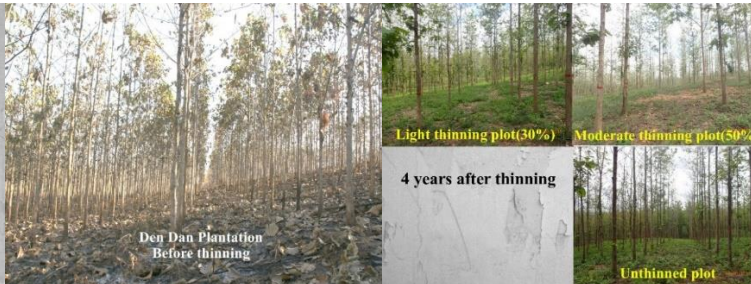 Den Dan Plantation
Before thinning
Light thinning plot(30%)
Moderate thinning plot(50%
4 years after thinning
Unthinned plot